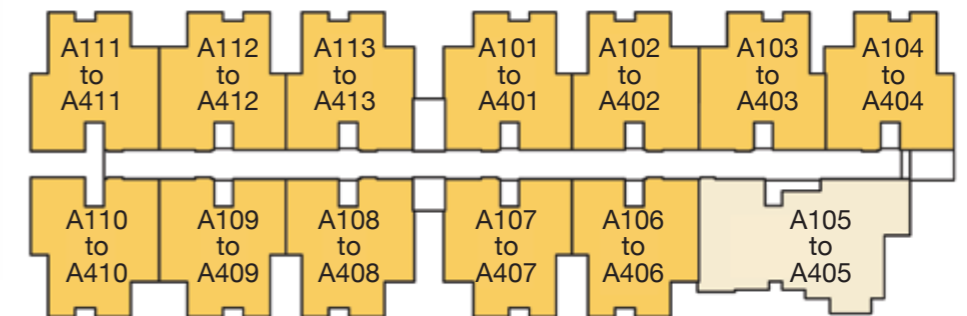 A111
to
A411
A112
to
A412
A113
to
A413
A101
to
A401
A102
to
A402
A103
to
A403
A104
to
A404
A110
to
A410
A109
to
A409
A108
to
A408
A107
to
A407
A106
to
A406
A105
to
A405